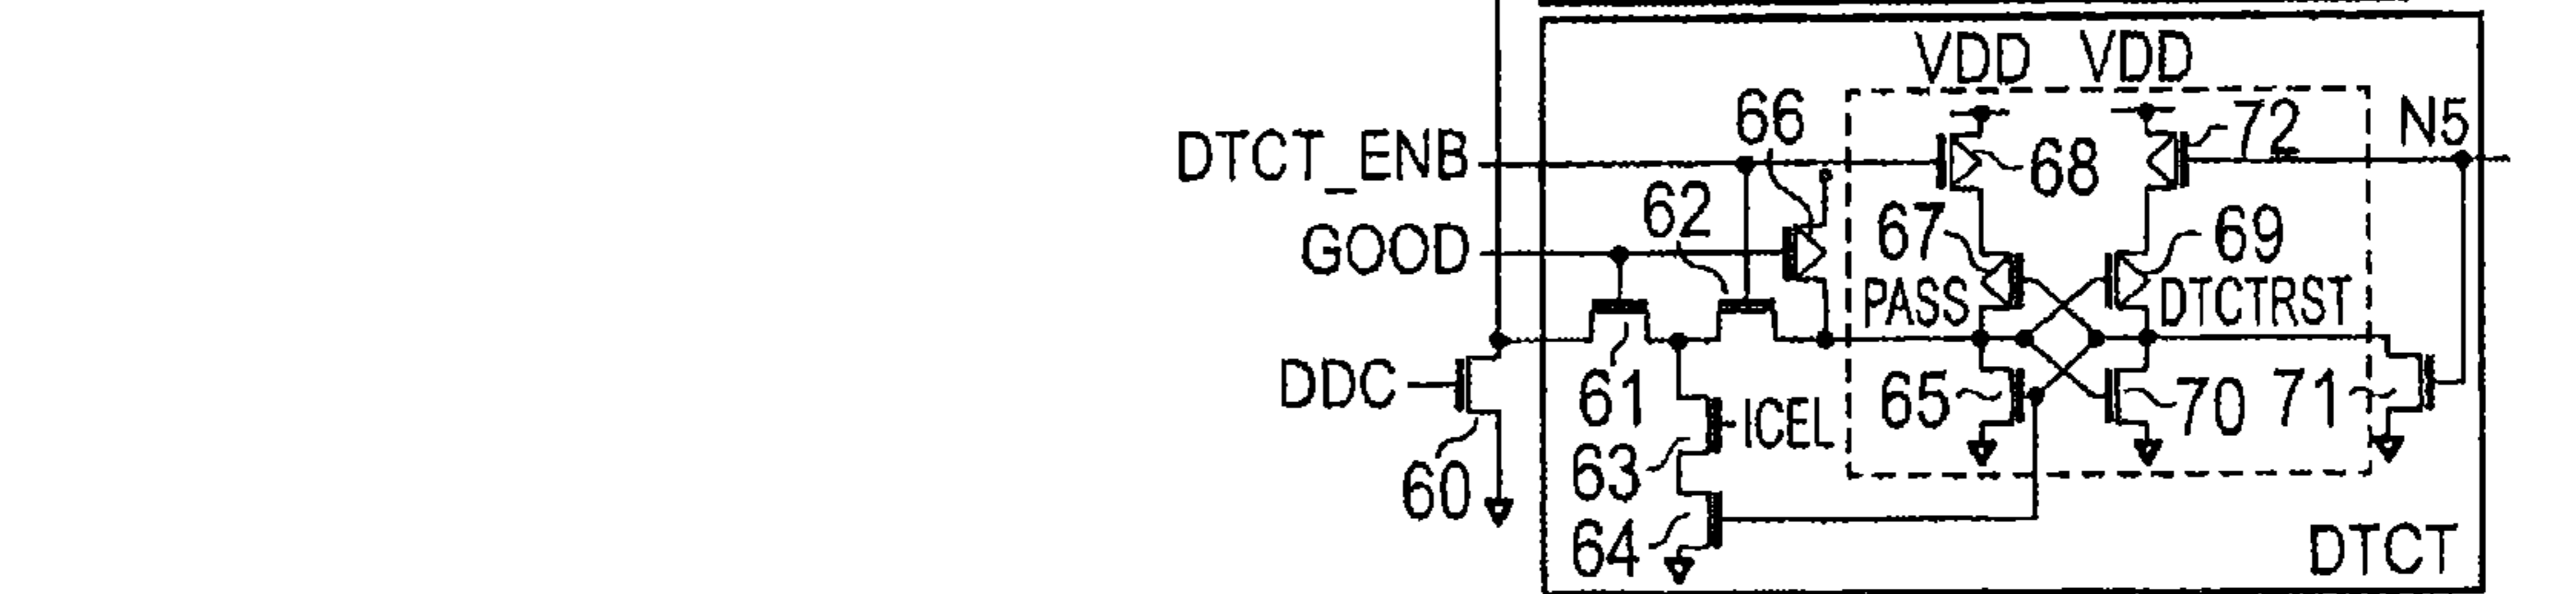 VDD VDD
66
72
N5
DTCT_ENB
68
62
67
69
GOOD
PASS
DTCTRST
DDC
61
ICEL
65
70
71
63
60
64
DTCT